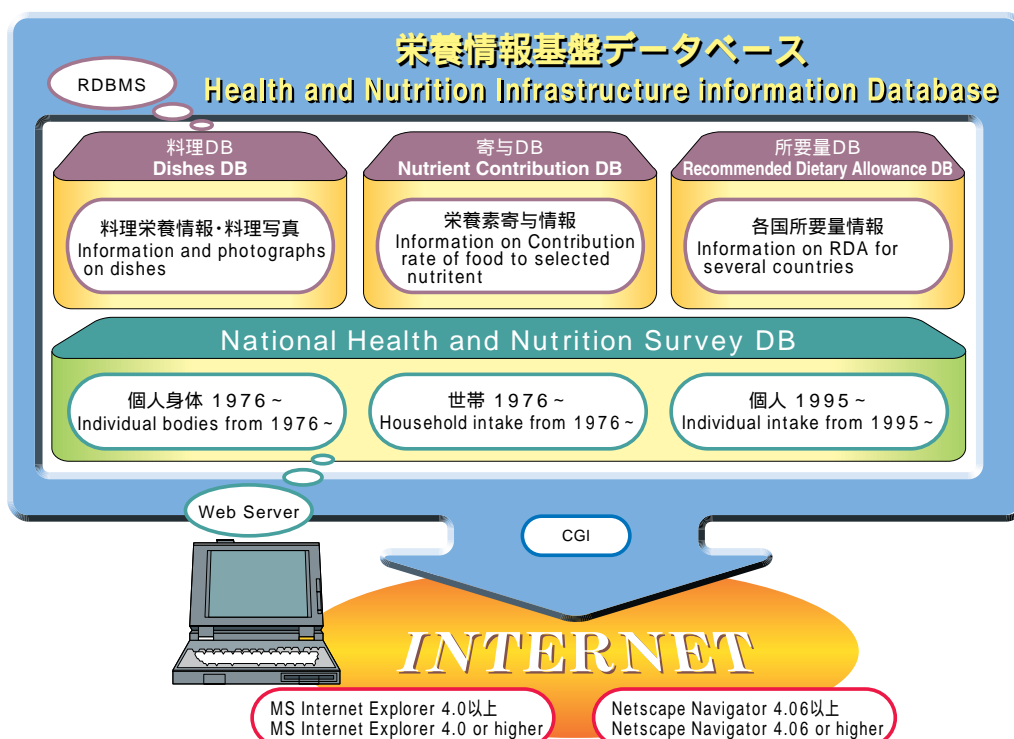 栄養情報基盤データベース
RDBMS
Health and Nutrition Infrastructure information Database
料理DB
Dishes DB
料理栄養情報・料理写真
Information and photographs
on dishes
寄与DB
Nutrient Contribution DB
栄養素寄与情報
Information on Contribution
rate of food to selected
nutritent
所要量DB
Recommended Dietary Allowance DB
各国所要量情報
Information on RDA for
several countries
National Health and Nutrition Survey DB
個人身体 1976~
Individual bodies from 1976~
世帯 1976~
Household intake from 1976~
個人 1995~
Individual intake from 1995~
Web Server
CGI
INTERNET
MS Internet Explorer 4.0以上
MS Internet Explorer 4.0 or higher
Netscape Navigator 4.06以上
Netscape Navigator 4.06 or higher